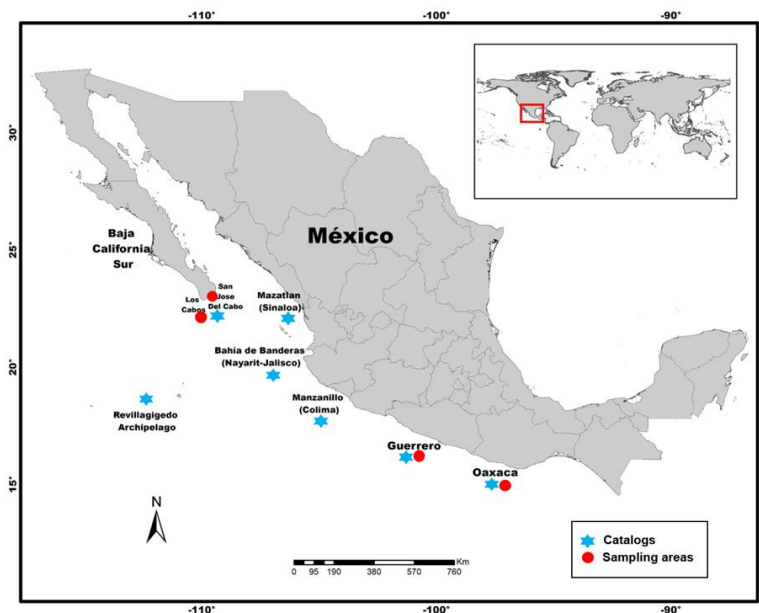 -110°
-100°
-90°
30°
25°
20°
15°
México
Baja
California
Sur
San
Jose
Del Cabo
Los
Cabos
Mazatlan
(Sinaloa)
Bahía de Banderas
(Nayarit-Jalisco)
Manzanillo
(Colima)
Revillagigedo
Archipelago
Guerrero
Oaxaca
N
Km
0 95 190 380 570 760
Catalogs
Sampling areas
-110°
-100°
-90°